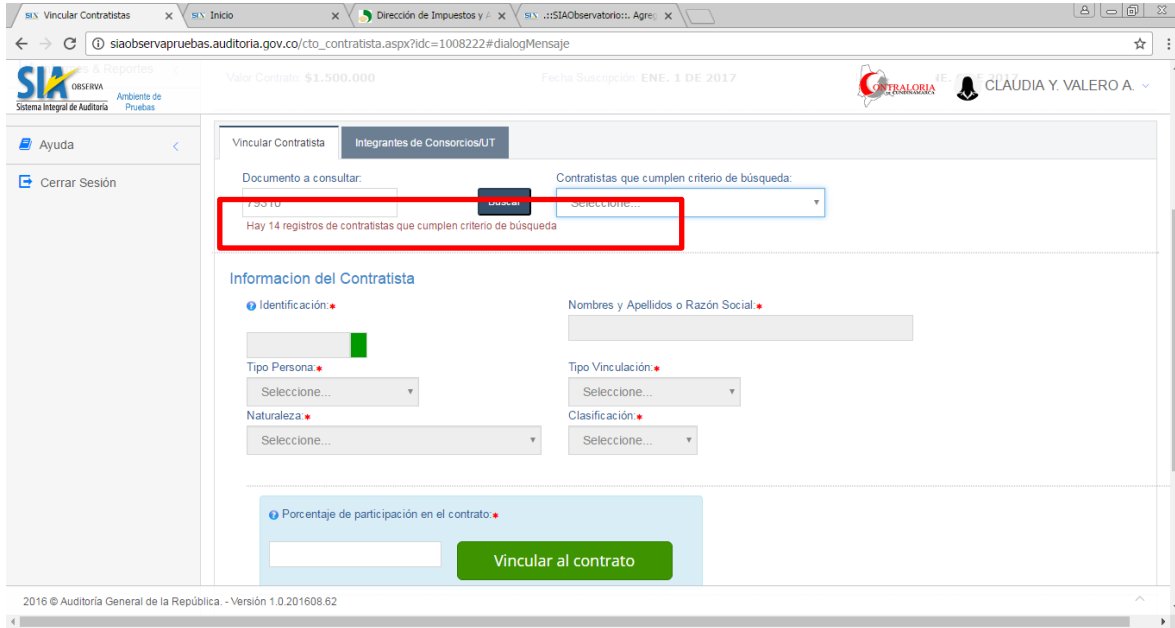 SIA Vincular Contratistas
SIA Inicio
Dirección de Impuestos y A
SIA .::SIAObservatorio::. Agreg
siaobservapruebas.auditoria.gov.co/cto_contratista.aspx?idc=1008222#dialogMensaje
& Reportes
SIA OBSERVA
Sistema Integral de Auditoría
Ambiente de
Pruebas
Valor Contrato: $1.500.000
Fecha Suscripcion: ENE. 1 DE 2017
CONTRALORIA
DE CUNDINAMARCA
2017
CLAUDIA Y. VALERO A.
Ayuda
Cerrar Sesión
Vincular Contratista
Integrantes de Consorcios/UT
Documento a consultar:
Contratistas que cumplen criterio de búsqueda:
79310
Buscar
Seleccione...
Hay 14 registros de contratistas que cumplen criterio de búsqueda
Informacion del Contratista
Identificación:*
Nombres y Apellidos o Razón Social:*
Tipo Persona:*
Tipo Vinculación:*
Seleccione...
Seleccione...
Naturaleza:*
Clasificación:*
Seleccione...
Seleccione...
Porcentaje de participación en el contrato:*
Vincular al contrato
2016 © Auditoría General de la República. - Versión 1.0.201608.62